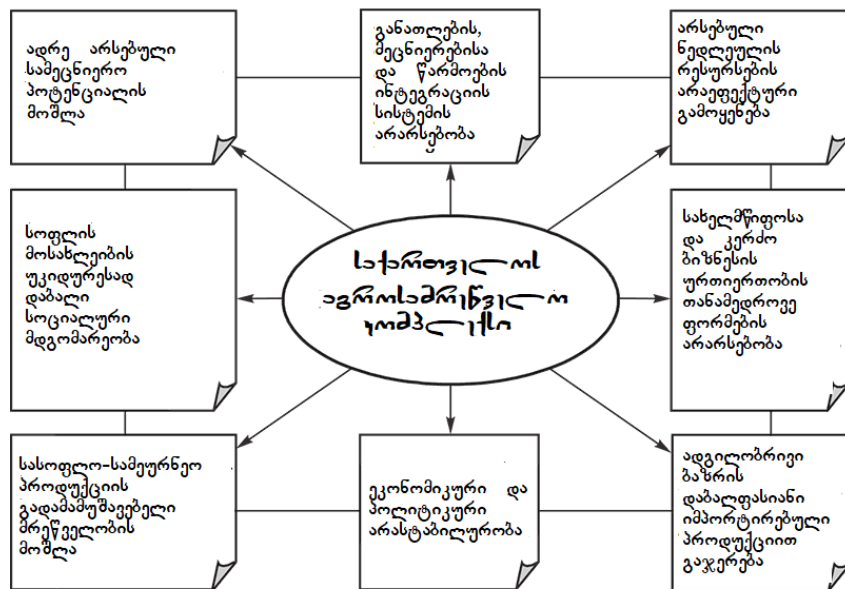 ადრე არსებული
სამეცნიერო
პოტენციალის
მოშლა
განათლების,
მეცნიერებისა
და წარმოების
ინტეგრაციის
სისტემის
არარსებობა
არსებული
ნედლეულის
რესურსების
არაეფექტური
გამოყენება
სოფლის
მოსახლეიბის
უკიდურესად
დაბალი
სოციალური
მდგომარეობა
საქართველოს
აგროსამრეწველო
კომპლექსი
სახელმწიფოსა
და კერძო
ბიზნესის
ურთიერთობის
თანამედროვე
ფორმების
არარსებობა
სასოფლო-სამეურნეო
პროდუქციის
გადამამუშავებელი
მრეწველობის
მოშლა
ეკონომიკური და
პოლიტიკური
არასტაბილურობა
ადგილობრივი
ბაზრის
დაბალფასიანი
იმპორტირებული
პროდუქციით
გაჯერება